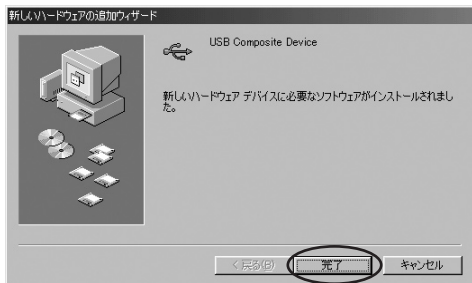 新しいハードウェアの追加ウィザード
USB Composite Device
新しいハードウェア デバイスに必要なソフトウェアがインストールされまし
た。
< 戻る(B)
完了
キャンセル